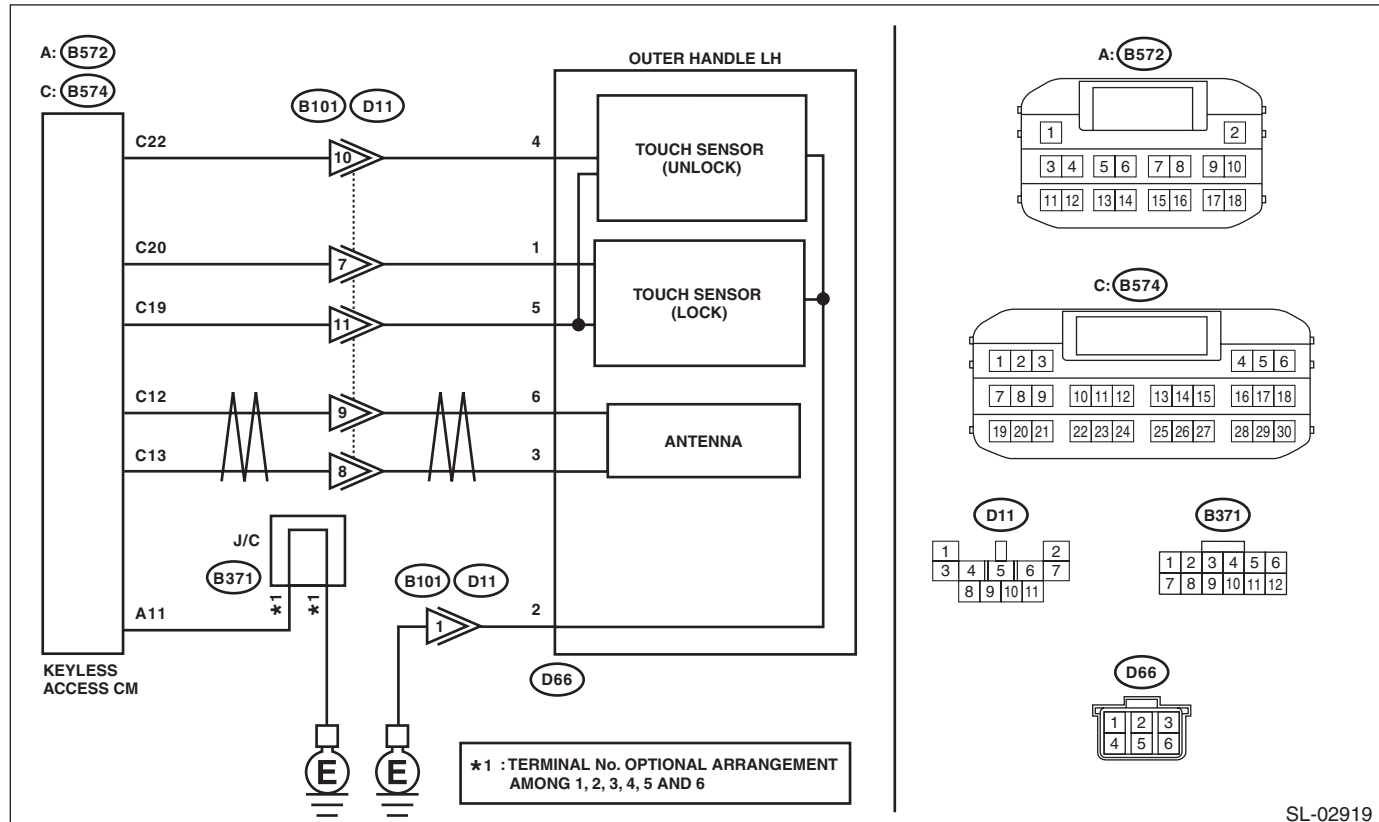 A: B572
C: B574
B101 D11
OUTER HANDLE LH
C22 10 4
TOUCH SENSOR
(UNLOCK)
C20 7 1
TOUCH SENSOR
(LOCK)
C19 11 5
C12 9 6
ANTENNA
C13 8 3
J/C
B371
*1 *1
B101 D11
A11
1 2
KEYLESS
ACCESS CM
D66
E E
*1 : TERMINAL No. OPTIONAL ARRANGEMENT
AMONG 1, 2, 3, 4, 5 AND 6
A: B572
1 2
3 4 5 6 7 8 9 10
11 12 13 14 15 16 17 18
C: B574
1 2 3 4 5 6
7 8 9 10 11 12 13 14 15 16 17 18
19 20 21 22 23 24 25 26 27 28 29 30
D11
1 2
3 4 5 6 7
8 9 10 11
B371
1 2 3 4 5 6
7 8 9 10 11 12
D66
1 2 3
4 5 6
SL-02919